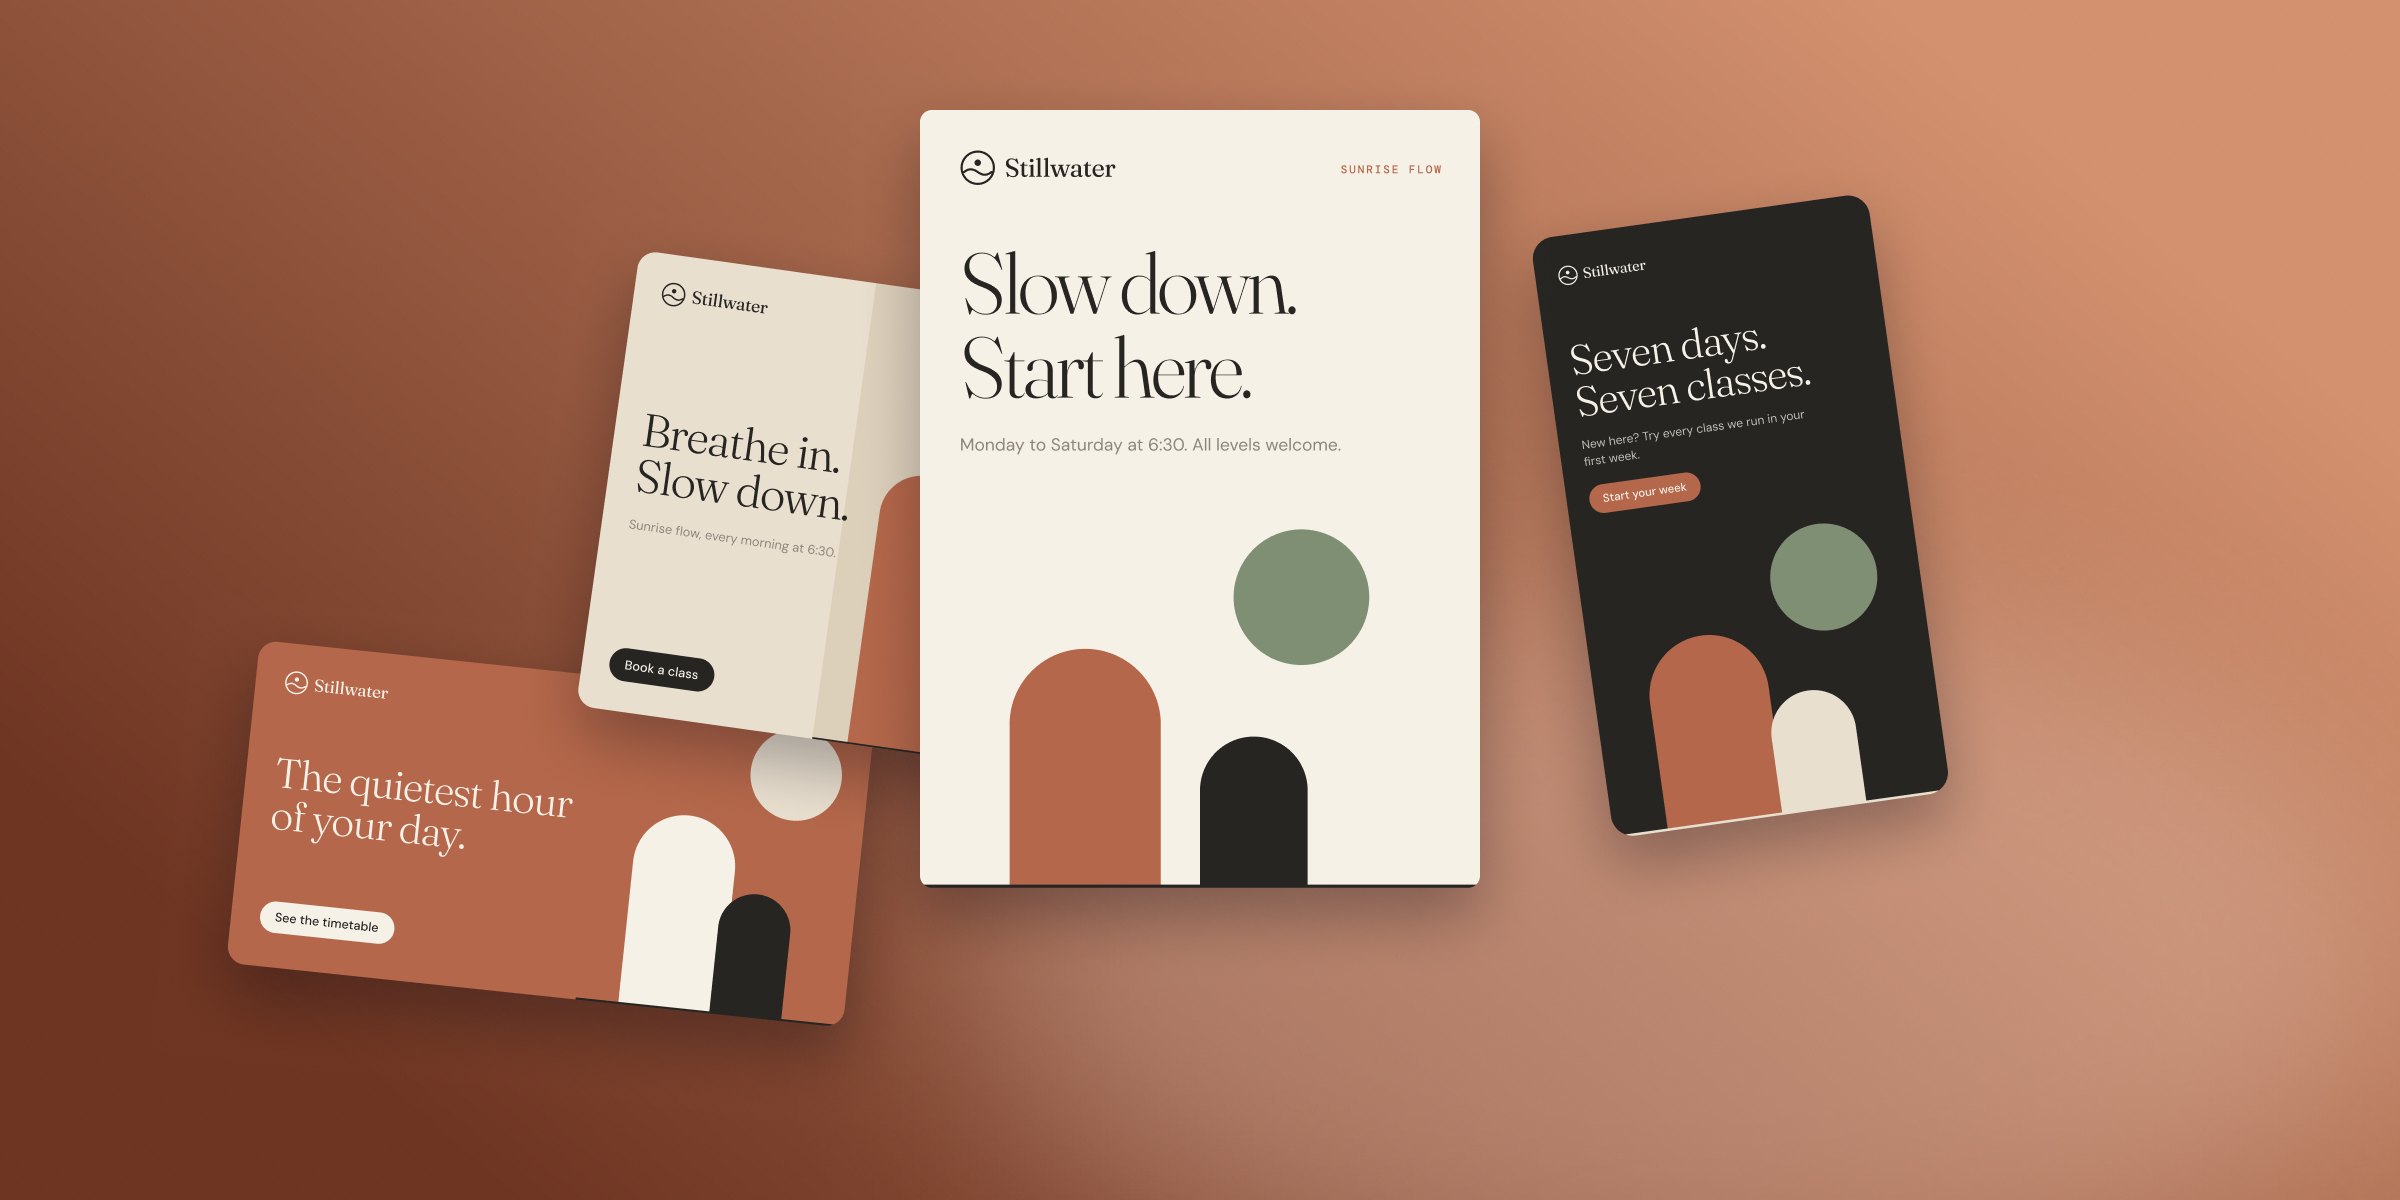 Stillwater
SUNRISE FLOW
Slow down.
Start here.
Monday to Saturday at 6:30. All levels welcome.
Stillwater
Breathe in.
Slow down.
Sunrise flow, every morning at 6:30.
Book a class
Stillwater
The quietest hour
of your day.
See the timetable
Stillwater
Seven days.
Seven classes.
New here? Try every class we run in your
first week.
Start your week